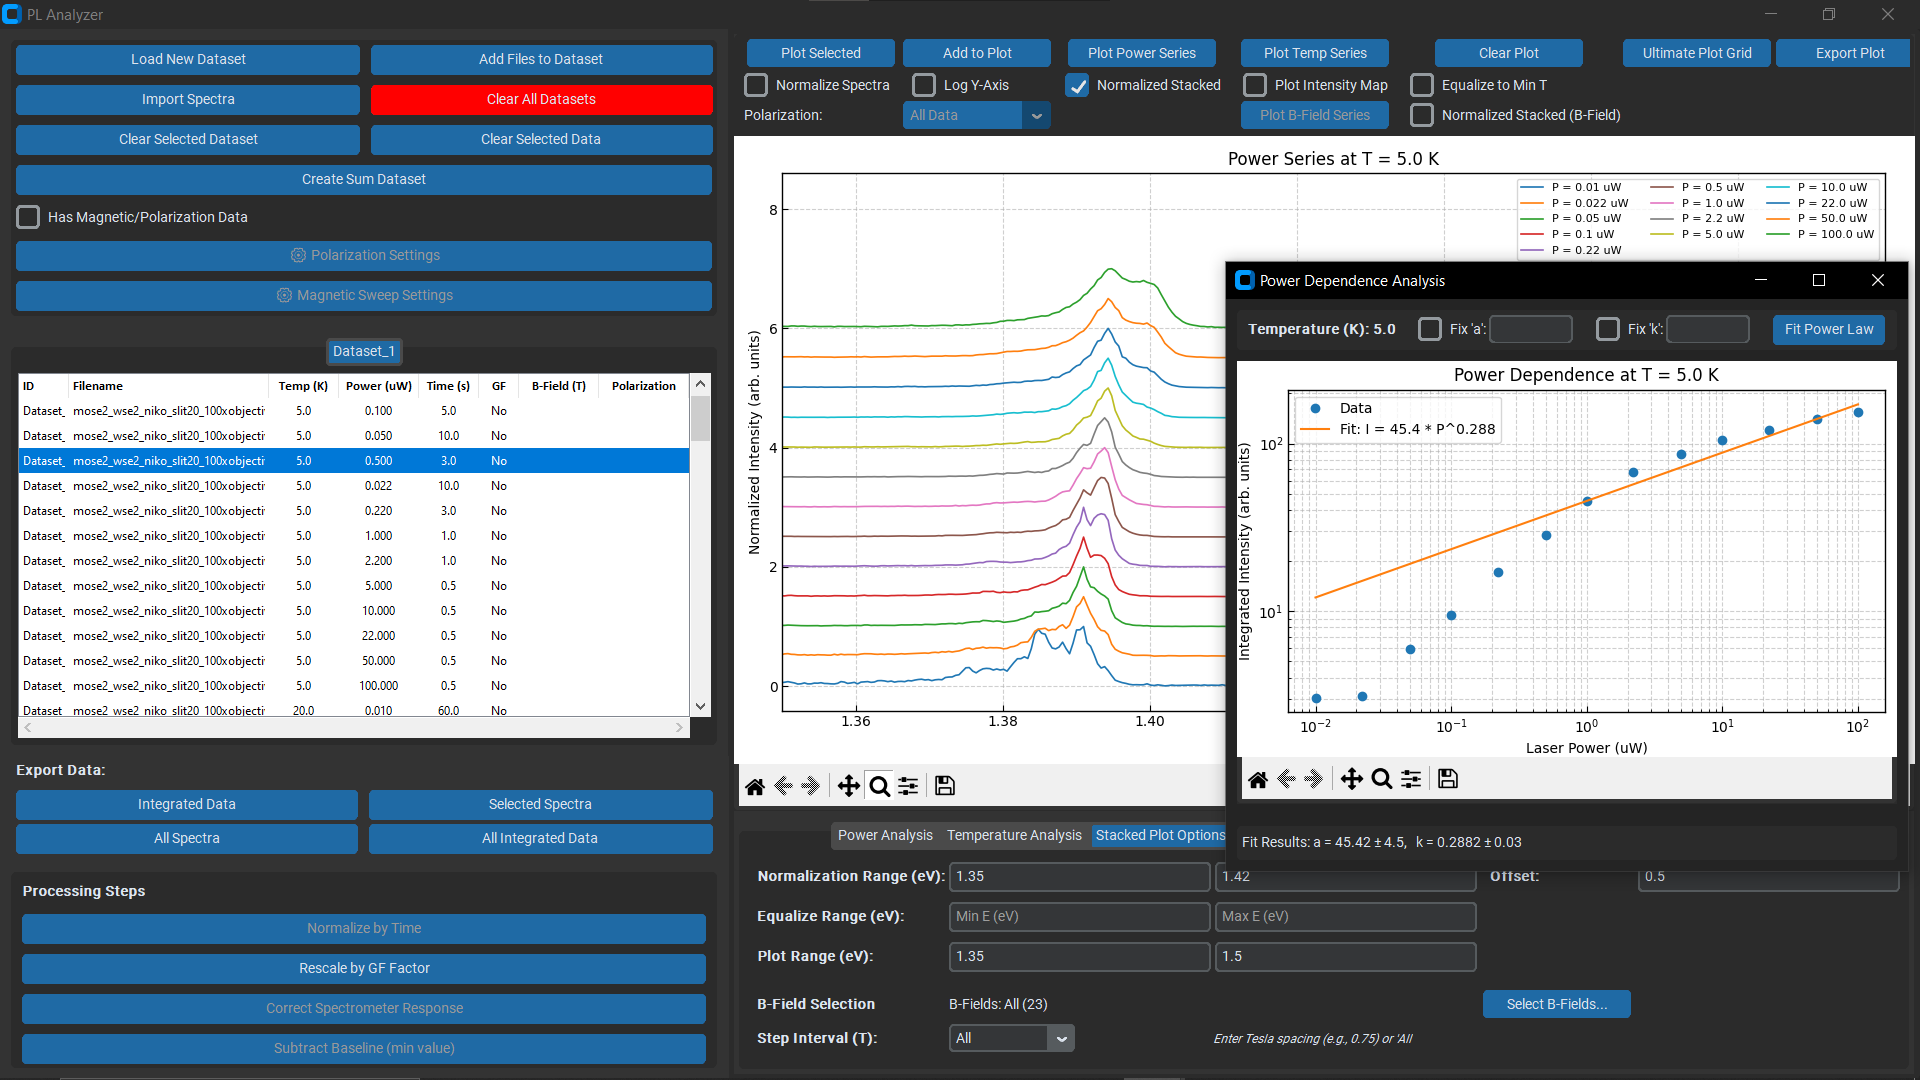 PL Analyzer
Load New Dataset
Add Files to Dataset
Import Spectra
Clear All Datasets
Clear Selected Dataset
Clear Selected Data
Create Sum Dataset
Has Magnetic/Polarization Data
Polarization Settings
Magnetic Sweep Settings
Dataset_1
ID Filename Temp (K) Power (uW) Time (s) GF B-Field (T) Polarization
Dataset_ mose2_wse2_niko_slit20_100xobjecti 5.0 0.100 5.0 No
Dataset_ mose2_wse2_niko_slit20_100xobjecti 5.0 0.050 10.0 No
Dataset_ mose2_wse2_niko_slit20_100xobjecti 5.0 0.500 3.0 No
Dataset_ mose2_wse2_niko_slit20_100xobjecti 5.0 0.022 10.0 No
Dataset_ mose2_wse2_niko_slit20_100xobjecti 5.0 0.220 3.0 No
Dataset_ mose2_wse2_niko_slit20_100xobjecti 5.0 1.000 1.0 No
Dataset_ mose2_wse2_niko_slit20_100xobjecti 5.0 2.200 1.0 No
Dataset_ mose2_wse2_niko_slit20_100xobjecti 5.0 5.000 0.5 No
Dataset_ mose2_wse2_niko_slit20_100xobjecti 5.0 10.000 0.5 No
Dataset_ mose2_wse2_niko_slit20_100xobjecti 5.0 22.000 0.5 No
Dataset_ mose2_wse2_niko_slit20_100xobjecti 5.0 50.000 0.5 No
Dataset_ mose2_wse2_niko_slit20_100xobjecti 5.0 100.000 0.5 No
Dataset_ mose2_wse2_niko_slit20_100xobjecti 20.0 0.010 60.0 No
Export Data:
Integrated Data
Selected Spectra
All Spectra
All Integrated Data
Processing Steps
Normalize by Time
Rescale by GF Factor
Correct Spectrometer Response
Subtract Baseline (min value)
Plot Selected
Add to Plot
Plot Power Series
Plot Temp Series
Clear Plot
Ultimate Plot Grid
Export Plot
Normalize Spectra
Log Y-Axis
Normalized Stacked
Plot Intensity Map
Equalize to Min T
Polarization:
All Data
Plot B-Field Series
Normalized Stacked (B-Field)
Power Series at T = 5.0 K
P = 0.01 uW
P = 0.022 uW
P = 0.05 uW
P = 0.1 uW
P = 0.22 uW
P = 0.5 uW
P = 1.0 uW
P = 2.2 uW
P = 5.0 uW
P = 10.0 uW
P = 22.0 uW
P = 50.0 uW
P = 100.0 uW
Normalized Intensity (arb. units)
8
6
4
2
0
1.36 1.38 1.40
Power Dependence Analysis
Temperature (K): 5.0
Fix 'a':
Fix 'k':
Fit Power Law
Power Dependence at T = 5.0 K
Data
Fit: I = 45.4 * P^0.288
Integrated Intensity (arb. units)
10²
10¹
10⁻² 10⁻¹ 10⁰ 10¹ 10²
Laser Power (uW)
Fit Results: a = 45.42 ± 4.5, k = 0.2882 ± 0.03
Power Analysis
Temperature Analysis
Stacked Plot Options
Normalization Range (eV): 1.35 1.42
Offset: 0.5
Equalize Range (eV): Min E (eV) Max E (eV)
Plot Range (eV): 1.35 1.5
B-Field Selection
B-Fields: All (23)
Select B-Fields...
Step Interval (T): All
Enter Tesla spacing (e.g., 0.75) or 'All